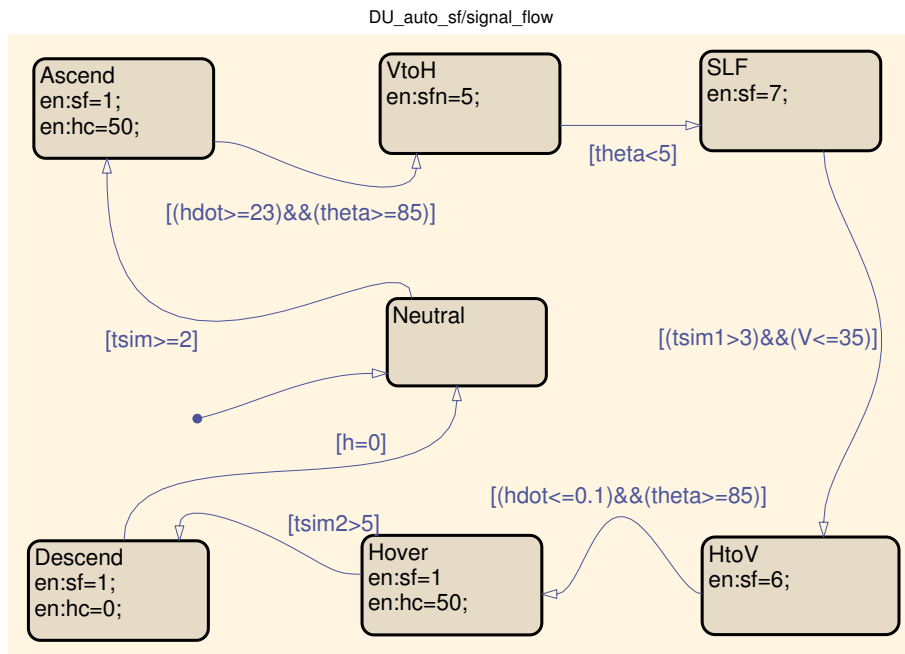 DU_auto_sf/signal_flow
Ascend
en:sf=1;
en:hc=50;
VtoH
en:sfn=5;
SLF
en:sf=7;
[theta<5]
[(hdot>=23)&&(theta>=85)]
Neutral
[tsim>=2]
[(tsim1>3)&&(V<=35)]
[h=0]
[(hdot<=0.1)&&(theta>=85)]
[tsim2>5]
Descend
en:sf=1;
en:hc=0;
Hover
en:sf=1
en:hc=50;
HtoV
en:sf=6;